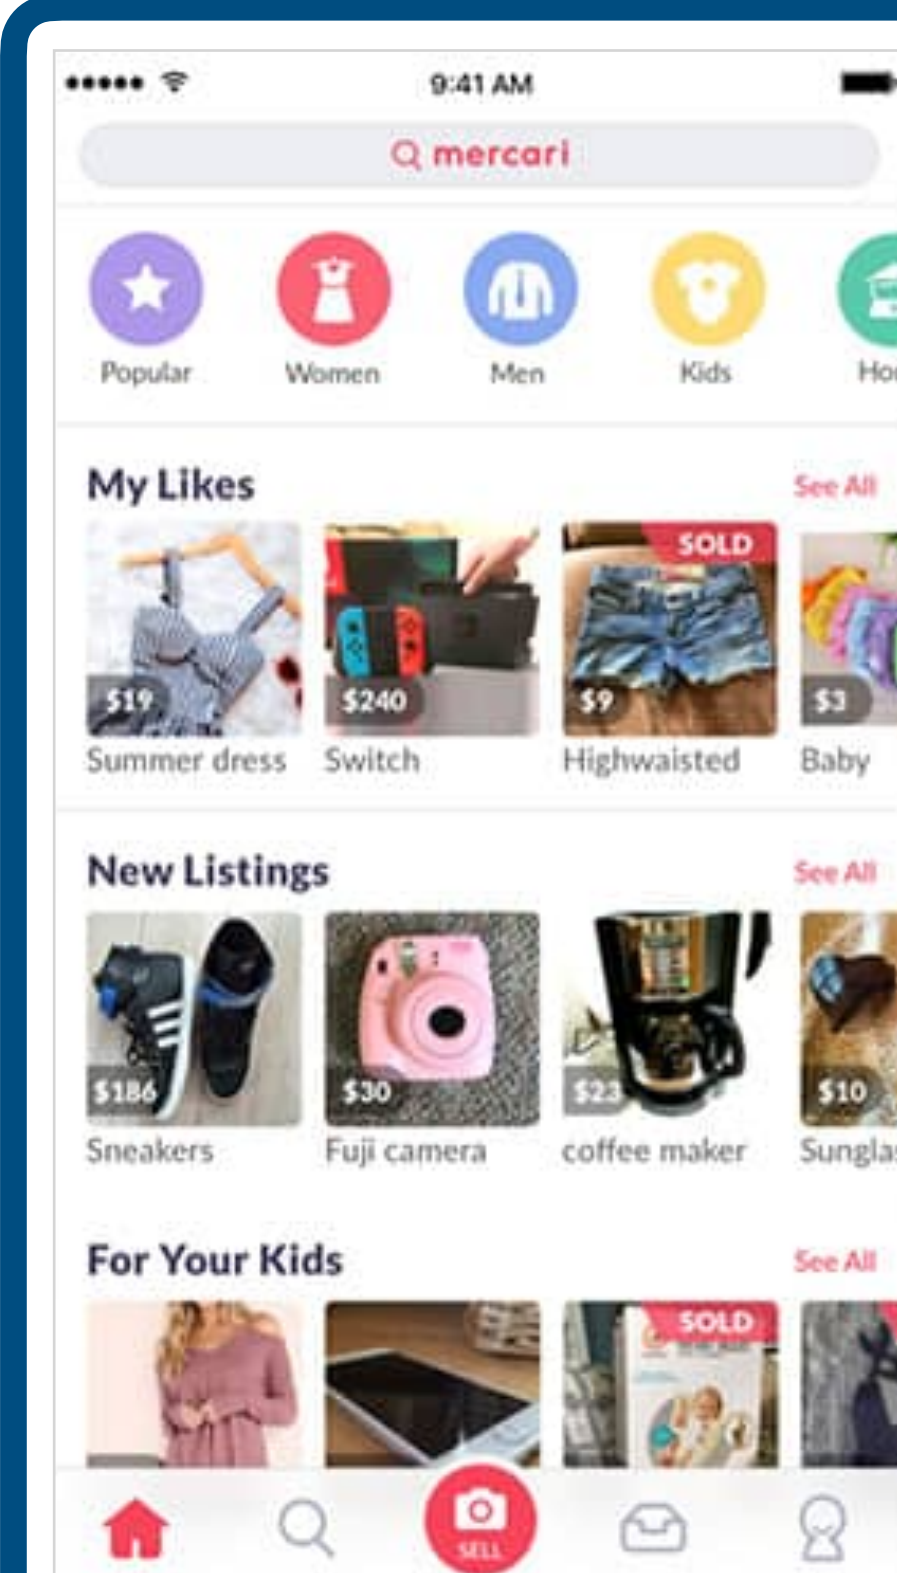 9:41 AM
mercari
Popular Women Men Kids
My Likes See All
SOLD
$19 $240 $9 $3
Summer dress Switch Highwaisted Baby
New Listings See All
$186 $30 $23 $10
Sneakers Fuji camera coffee maker
For Your Kids See All
SOLD
SELL